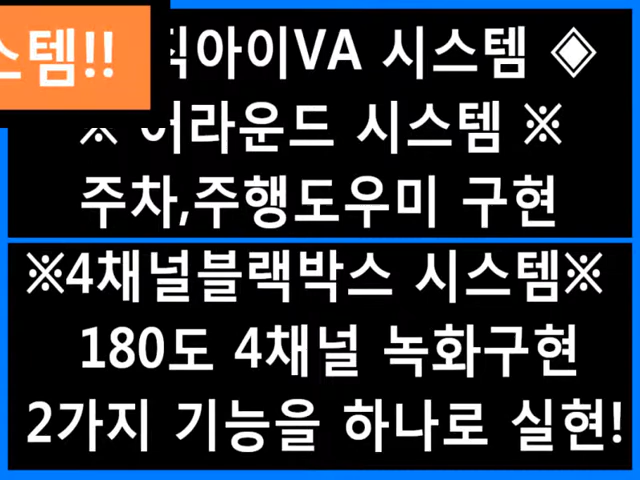 스템!!
아이VA 시스템 ◈
※ 어라운드 시스템 ※
주차,주행도우미 구현
※4채널블랙박스 시스템※
180도 4채널 녹화구현
2가지 기능을 하나로 실현!